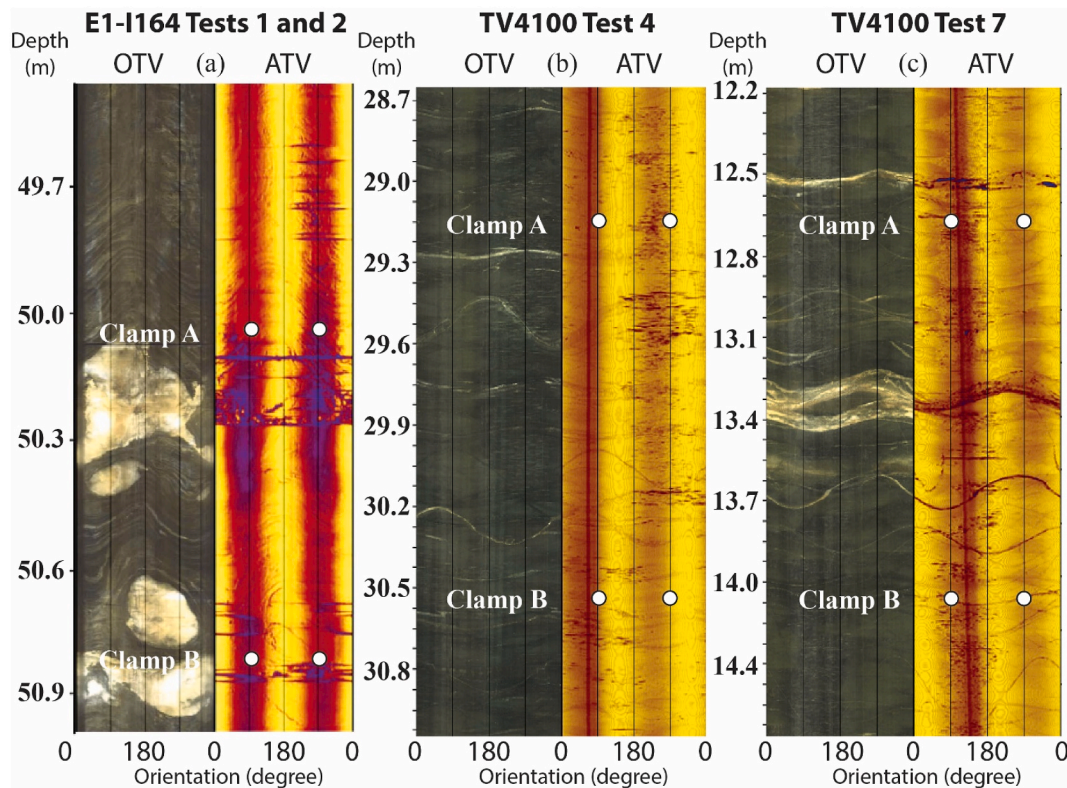 E1-I164 Tests 1 and 2
Depth
(m)
OTV (a) ATV
49.7
50.0
Clamp A
50.3
50.6
Clamp B
50.9
0 180 0 180 0
Orientation (degree)
TV4100 Test 4
Depth
(m)
OTV (b) ATV
28.7
29.0
Clamp A
29.3
29.6
29.9
30.2
30.5
Clamp B
30.8
0 180 0 180 0
Orientation (degree)
TV4100 Test 7
Depth
(m)
OTV (c) ATV
12.2
12.5
Clamp A
12.8
13.1
13.4
13.7
14.0
Clamp B
14.4
0 180 0 180 0
Orientation (degree)